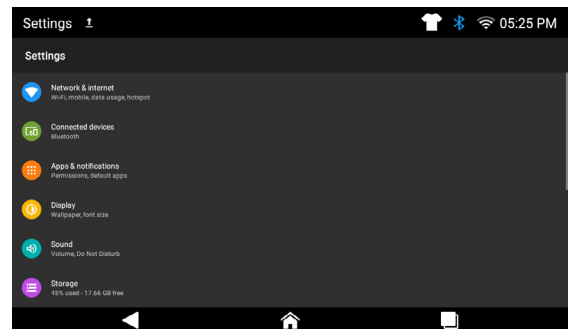 Settings 05:25 PM
Settings
Network & internet
Wi-Fi, mobile, data usage, hotspot
Connected devices
Bluetooth
Apps & notifications
Permissions, default apps
Display
Wallpaper, font size
Sound
Volume, Do Not Disturb
Storage
45% used - 17.66 GB free